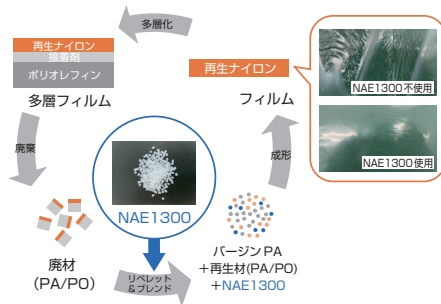 多層化
再生ナイロン
接着剤
ポリオレフィン
多層フィルム
再生ナイロン
フィルム
NAE1300不使用
NAE1300使用
廃棄
成形
NAE1300
廃材
(PA/PO)
リペレット
&ブレンド
バージンPA
+再生材(PA/PO)
+NAE1300